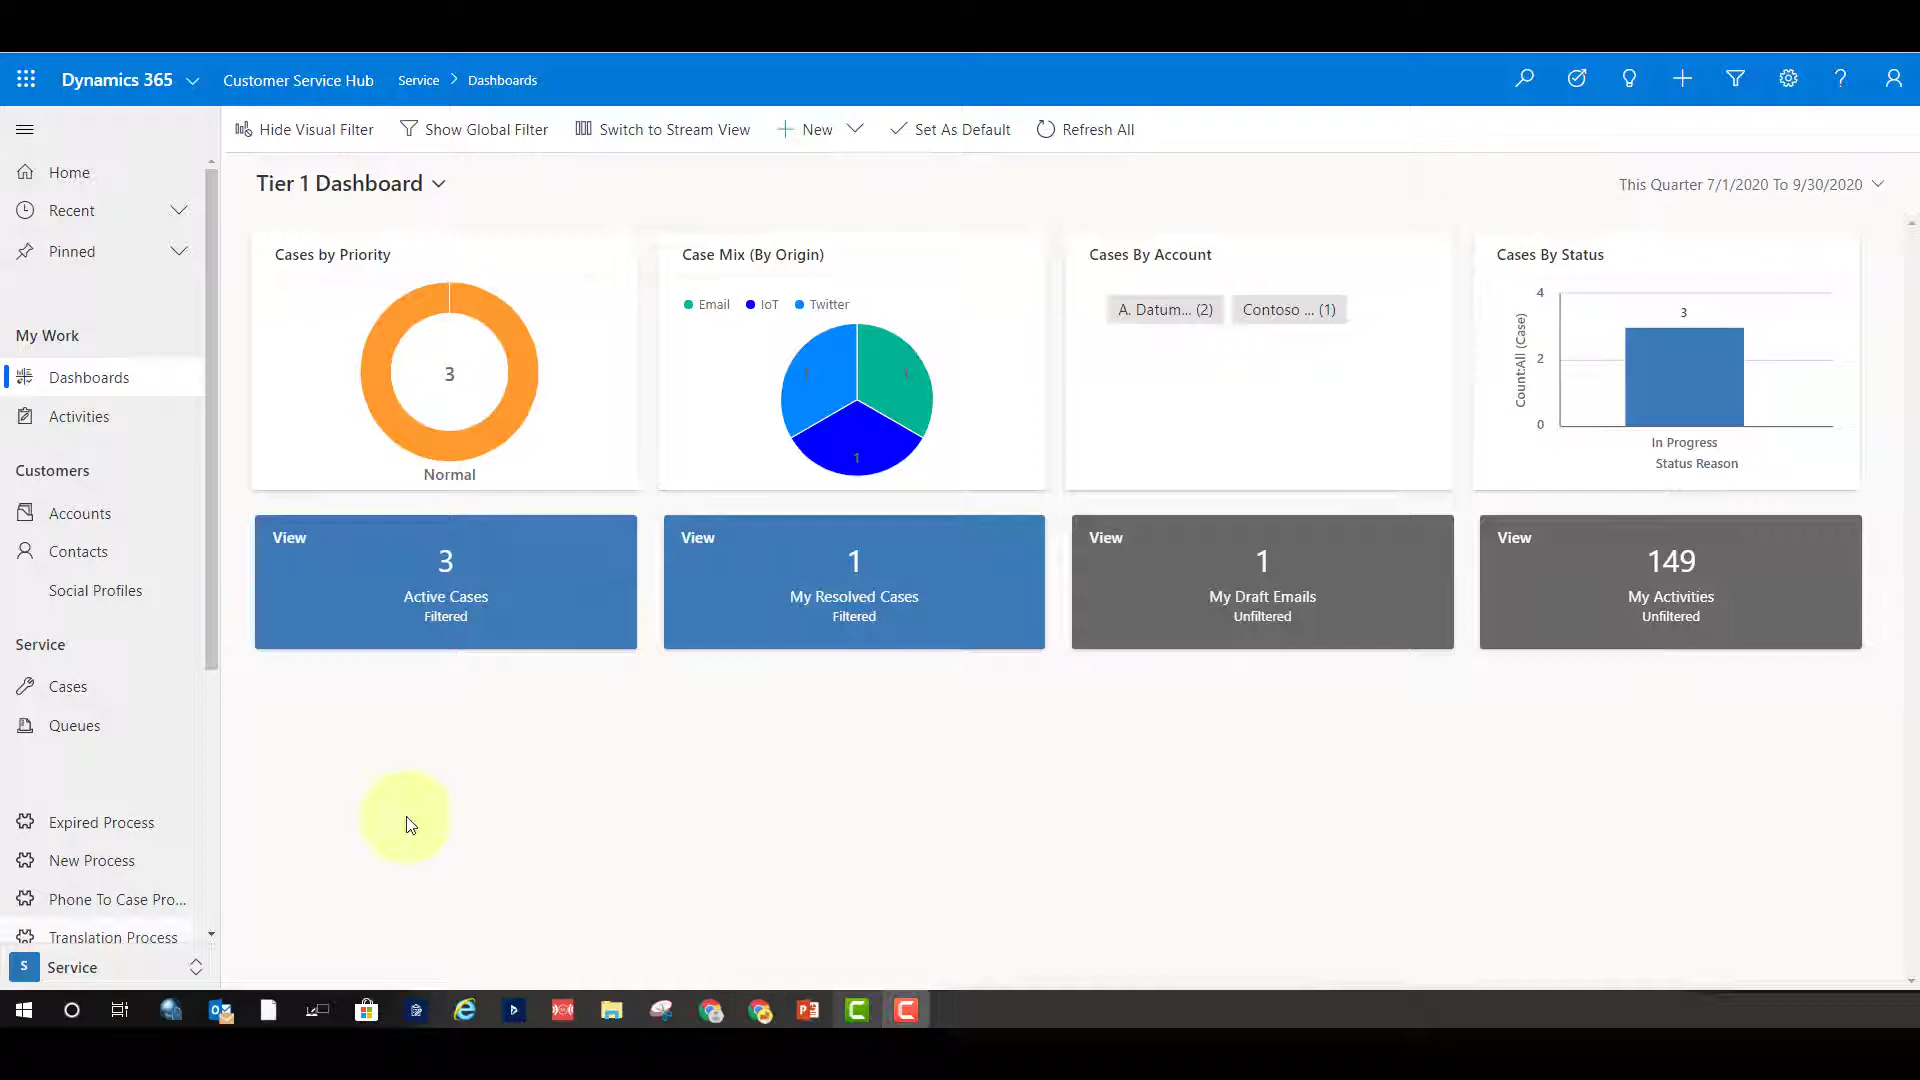 Dynamics 365
Customer Service Hub
Service > Dashboards
Hide Visual Filter
Show Global Filter
Switch to Stream View
New
Set As Default
Refresh All
Home
Recent
Pinned
My Work
Dashboards
Activities
Customers
Accounts
Contacts
Social Profiles
Service
Cases
Queues
Expired Process
New Process
Phone To Case Pro...
Translation Process
S
Service
Tier 1 Dashboard
This Quarter 7/1/2020 To 9/30/2020
Cases by Priority
3
Normal
Case Mix (By Origin)
Email IoT Twitter
1
1
1
Cases By Account
A. Datum... (2)
Contoso ... (1)
Cases By Status
4
3
2
0
Count:All (Case)
In Progress
Status Reason
View
3
Active Cases
Filtered
View
1
My Resolved Cases
Filtered
View
1
My Draft Emails
Unfiltered
View
149
My Activities
Unfiltered